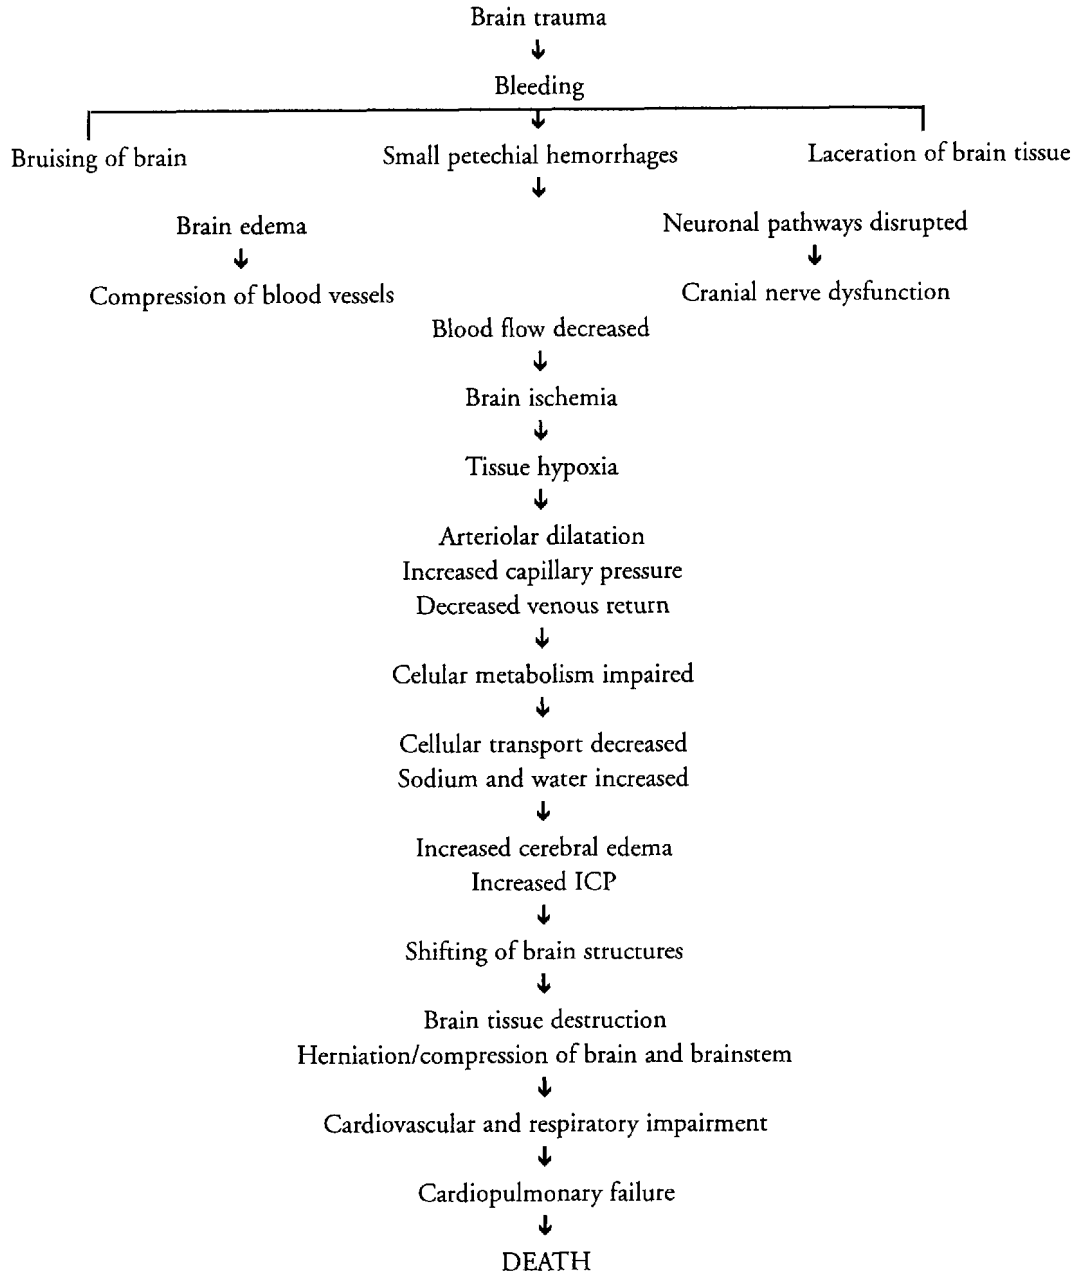 Brain trauma
↓
Bleeding
↓
Bruising of brain Small petechial hemorrhages Laceration of brain tissue
↓
Brain edema Neuronal pathways disrupted
↓ ↓
Compression of blood vessels Cranial nerve dysfunction
Blood flow decreased
↓
Brain ischemia
↓
Tissue hypoxia
↓
Arteriolar dilatation
Increased capillary pressure
Decreased venous return
↓
Celular metabolism impaired
↓
Cellular transport decreased
Sodium and water increased
↓
Increased cerebral edema
Increased ICP
↓
Shifting of brain structures
↓
Brain tissue destruction
Herniation/compression of brain and brainstem
↓
Cardiovascular and respiratory impairment
↓
Cardiopulmonary failure
↓
DEATH